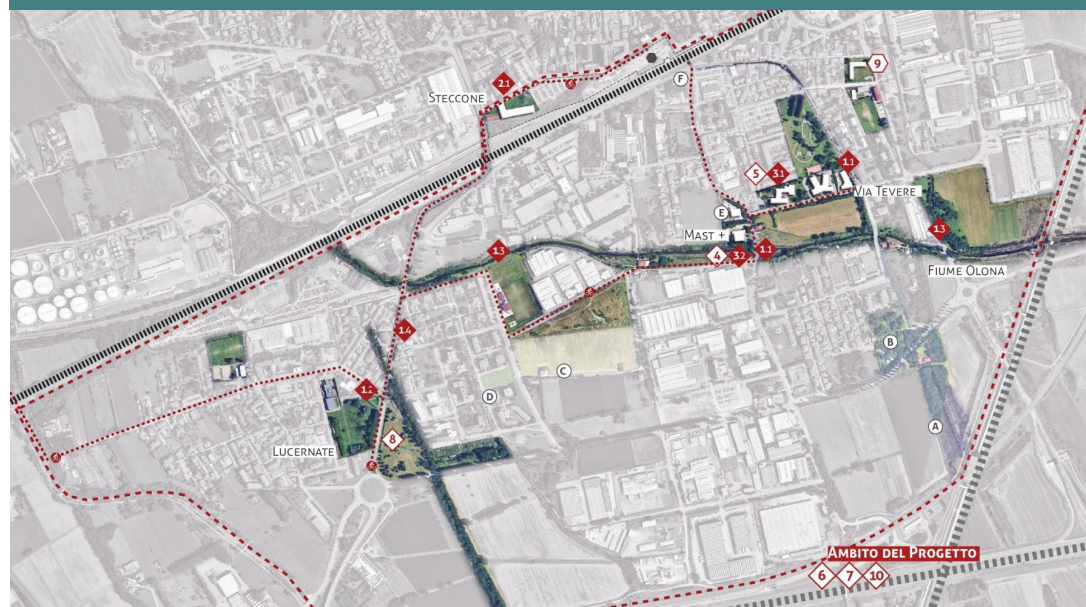 F
9
2.1
STECCONE
1.1
5
3.1
VIA TEVERE
E
MAST +
1.3
1.3
4
3.2
1.1
FIUME OLONA
1.4
B
C
D
1.2
A
8
LUCERNATE
AMBITO DEL PROGETTO
6 7 10